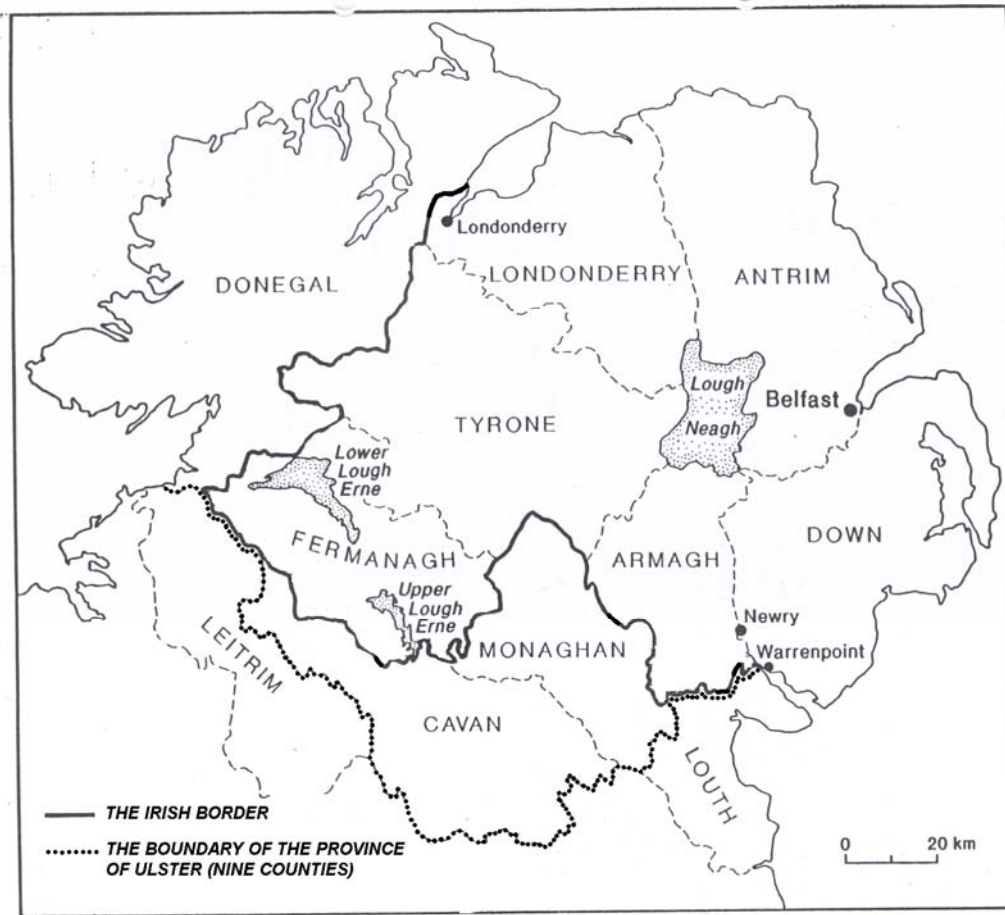 Londonderry
LONDONDERRY
ANTRIM
DONEGAL
Lough
Neagh
Belfast
TYRONE
Lower
Lough
Erne
DOWN
FERMANAGH
ARMAGH
Upper
Lough
Erne
Newry
LEITRIM
MONAGHAN
Warrenpoint
CAVAN
LOUTH
THE IRISH BORDER
THE BOUNDARY OF THE PROVINCE
OF ULSTER (NINE COUNTIES)
0 20 km